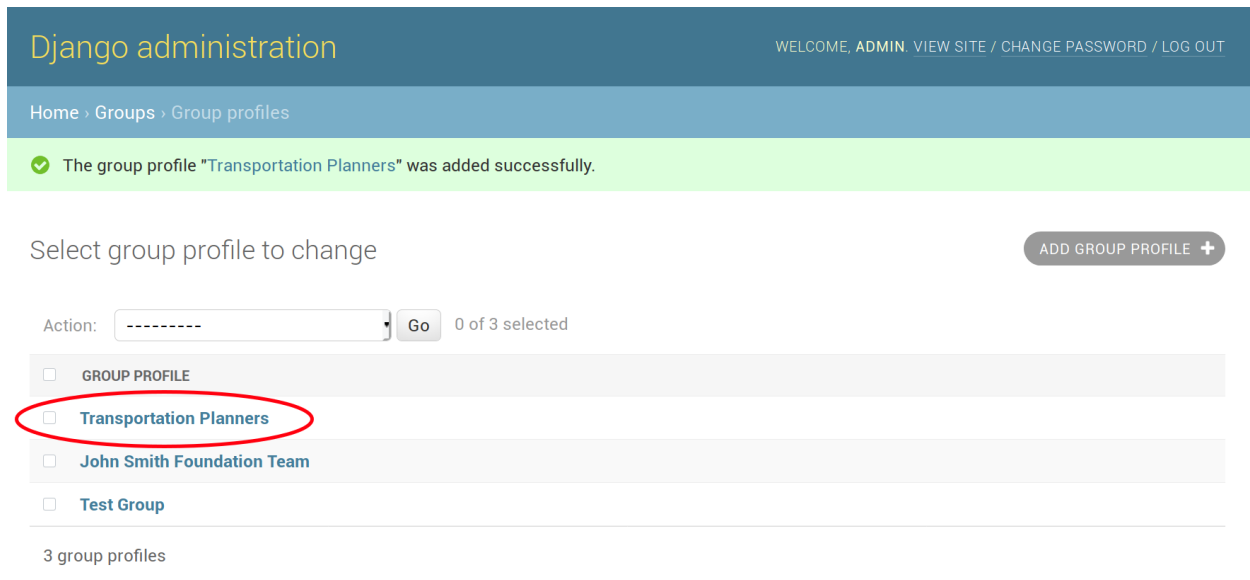 Django administration
WELCOME, ADMIN. VIEW SITE / CHANGE PASSWORD / LOG OUT
Home › Groups › Group profiles
The group profile "Transportation Planners" was added successfully.
Select group profile to change
ADD GROUP PROFILE +
Action: --------- Go 0 of 3 selected
GROUP PROFILE
Transportation Planners
John Smith Foundation Team
Test Group
3 group profiles